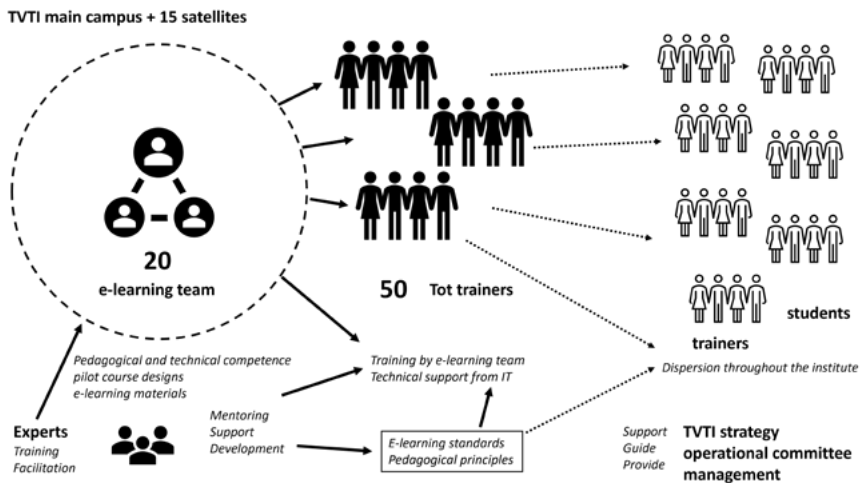 TVTI main campus + 15 satellites
20
e-learning team
50 Tot trainers
students
trainers
Dispersion throughout the institute
Pedagogical and technical competence
pilot course designs
e-learning materials
Training by e-learning team
Technical support from IT
Experts
Training
Facilitation
Mentoring
Support
Development
E-learning standards
Pedagogical principles
Support
Guide
Provide
TVTI strategy
operational committee
management